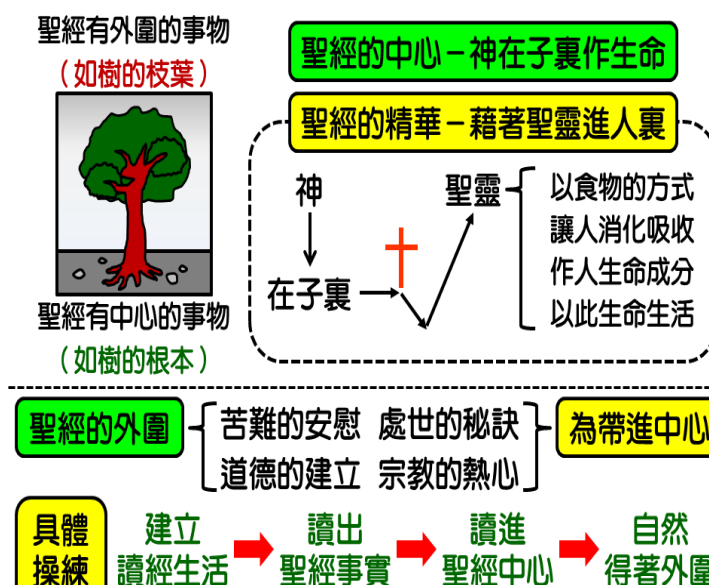 聖經有外圍的事物
（如樹的枝葉）
聖經有中心的事物
（如樹的根本）
聖經的中心－神在子裏作生命
聖經的精華－藉著聖靈進人裏
神
在子裏
聖靈
以食物的方式
讓人消化吸收
作人生命成分
以此生命生活
聖經的外圍
苦難的安慰 處世的秘訣
道德的建立 宗教的熱心
為帶進中心
具體
操練
建立
讀經生活
讀出
聖經事實
讀進
聖經中心
自然
得著外圍